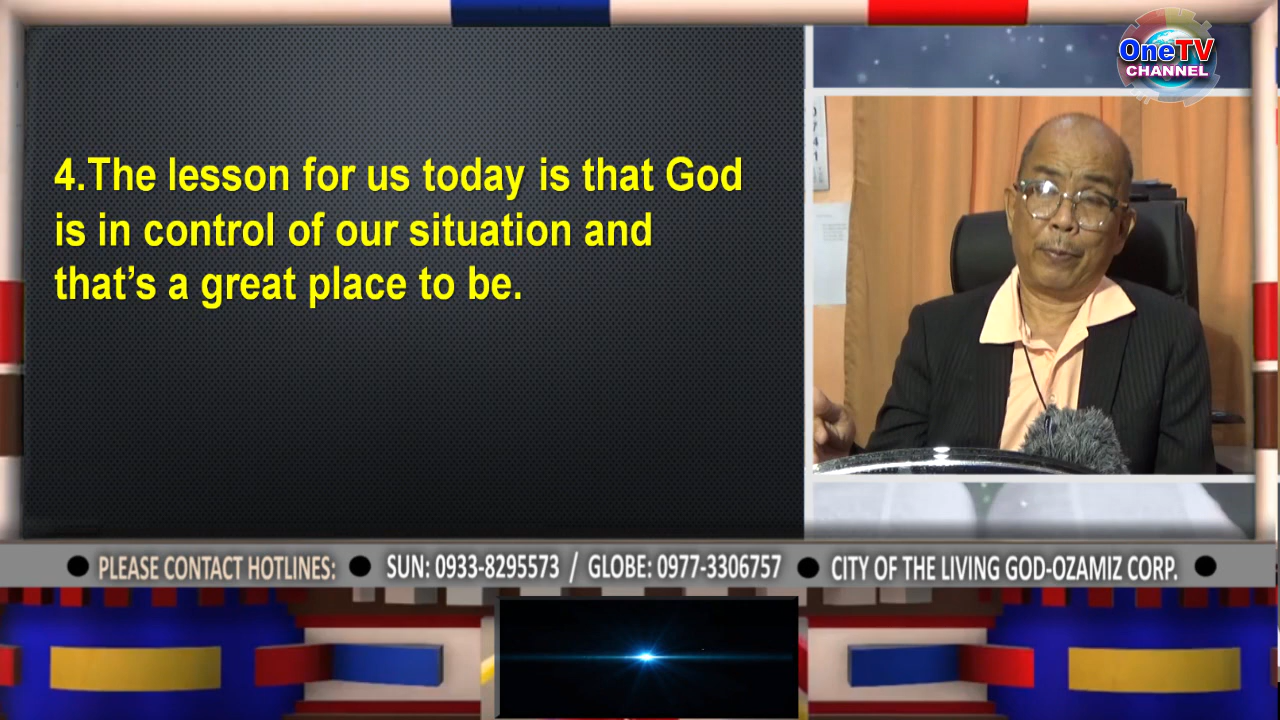 OneTV
CHANNEL
4.The lesson for us today is that God
is in control of our situation and
that’s a great place to be.
PLEASE CONTACT HOTLINES: ● SUN: 0933-8295573 / GLOBE: 0977-3306757 ● CITY OF THE LIVING GOD-OZAMIZ CORP.